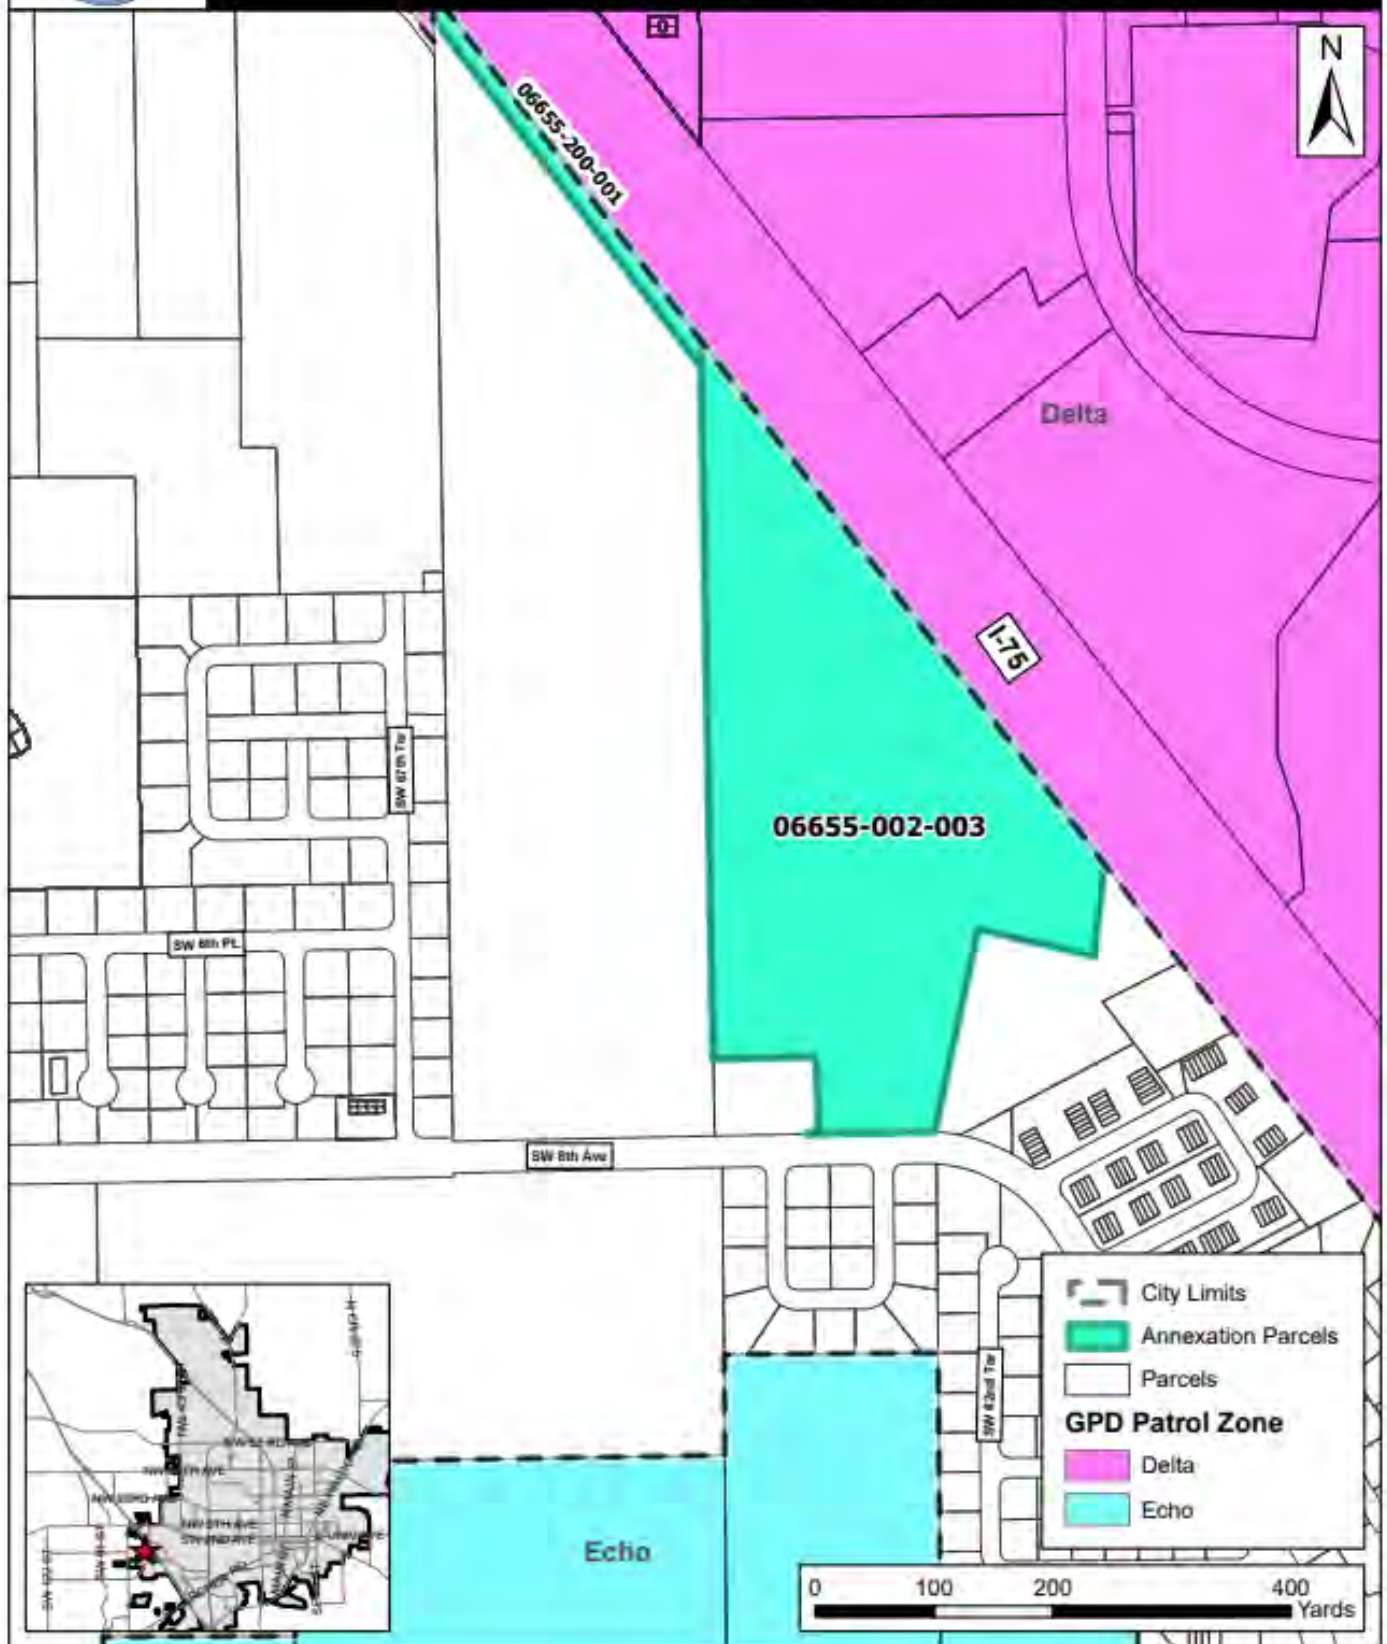 N
06655-200-001
Delta
I-75
06655-002-003
SW 67th Ter
SW 6th PL
SW 8th Ave
SW 62nd Ter
City Limits
Annexation Parcels
Parcels
GPD Patrol Zone
Delta
Echo
Echo
0 100 200 400
Yards